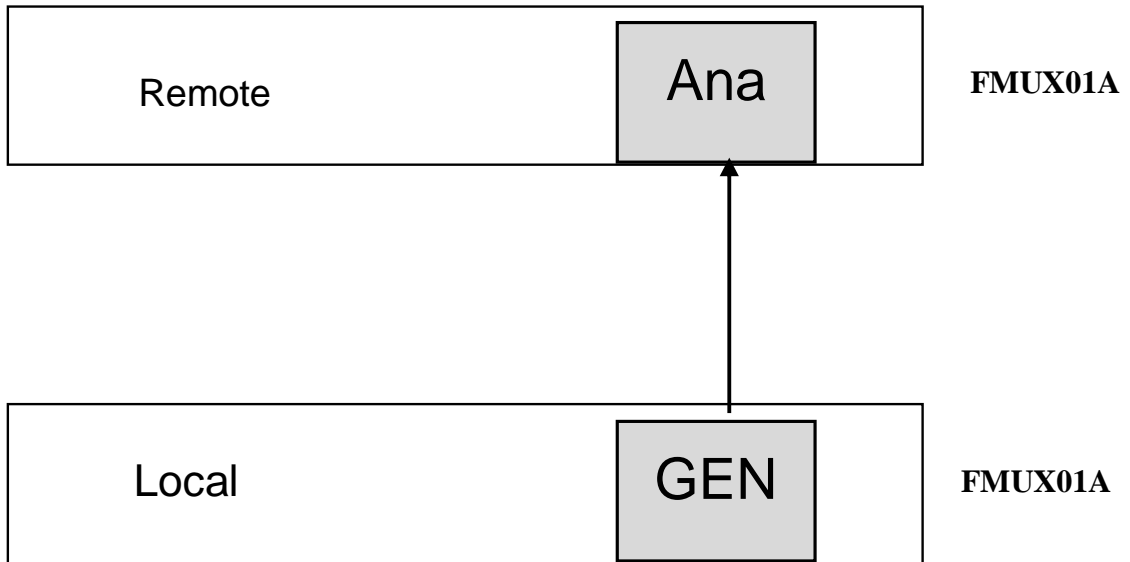 Remote
Ana
FMUX01A
Local
GEN
FMUX01A